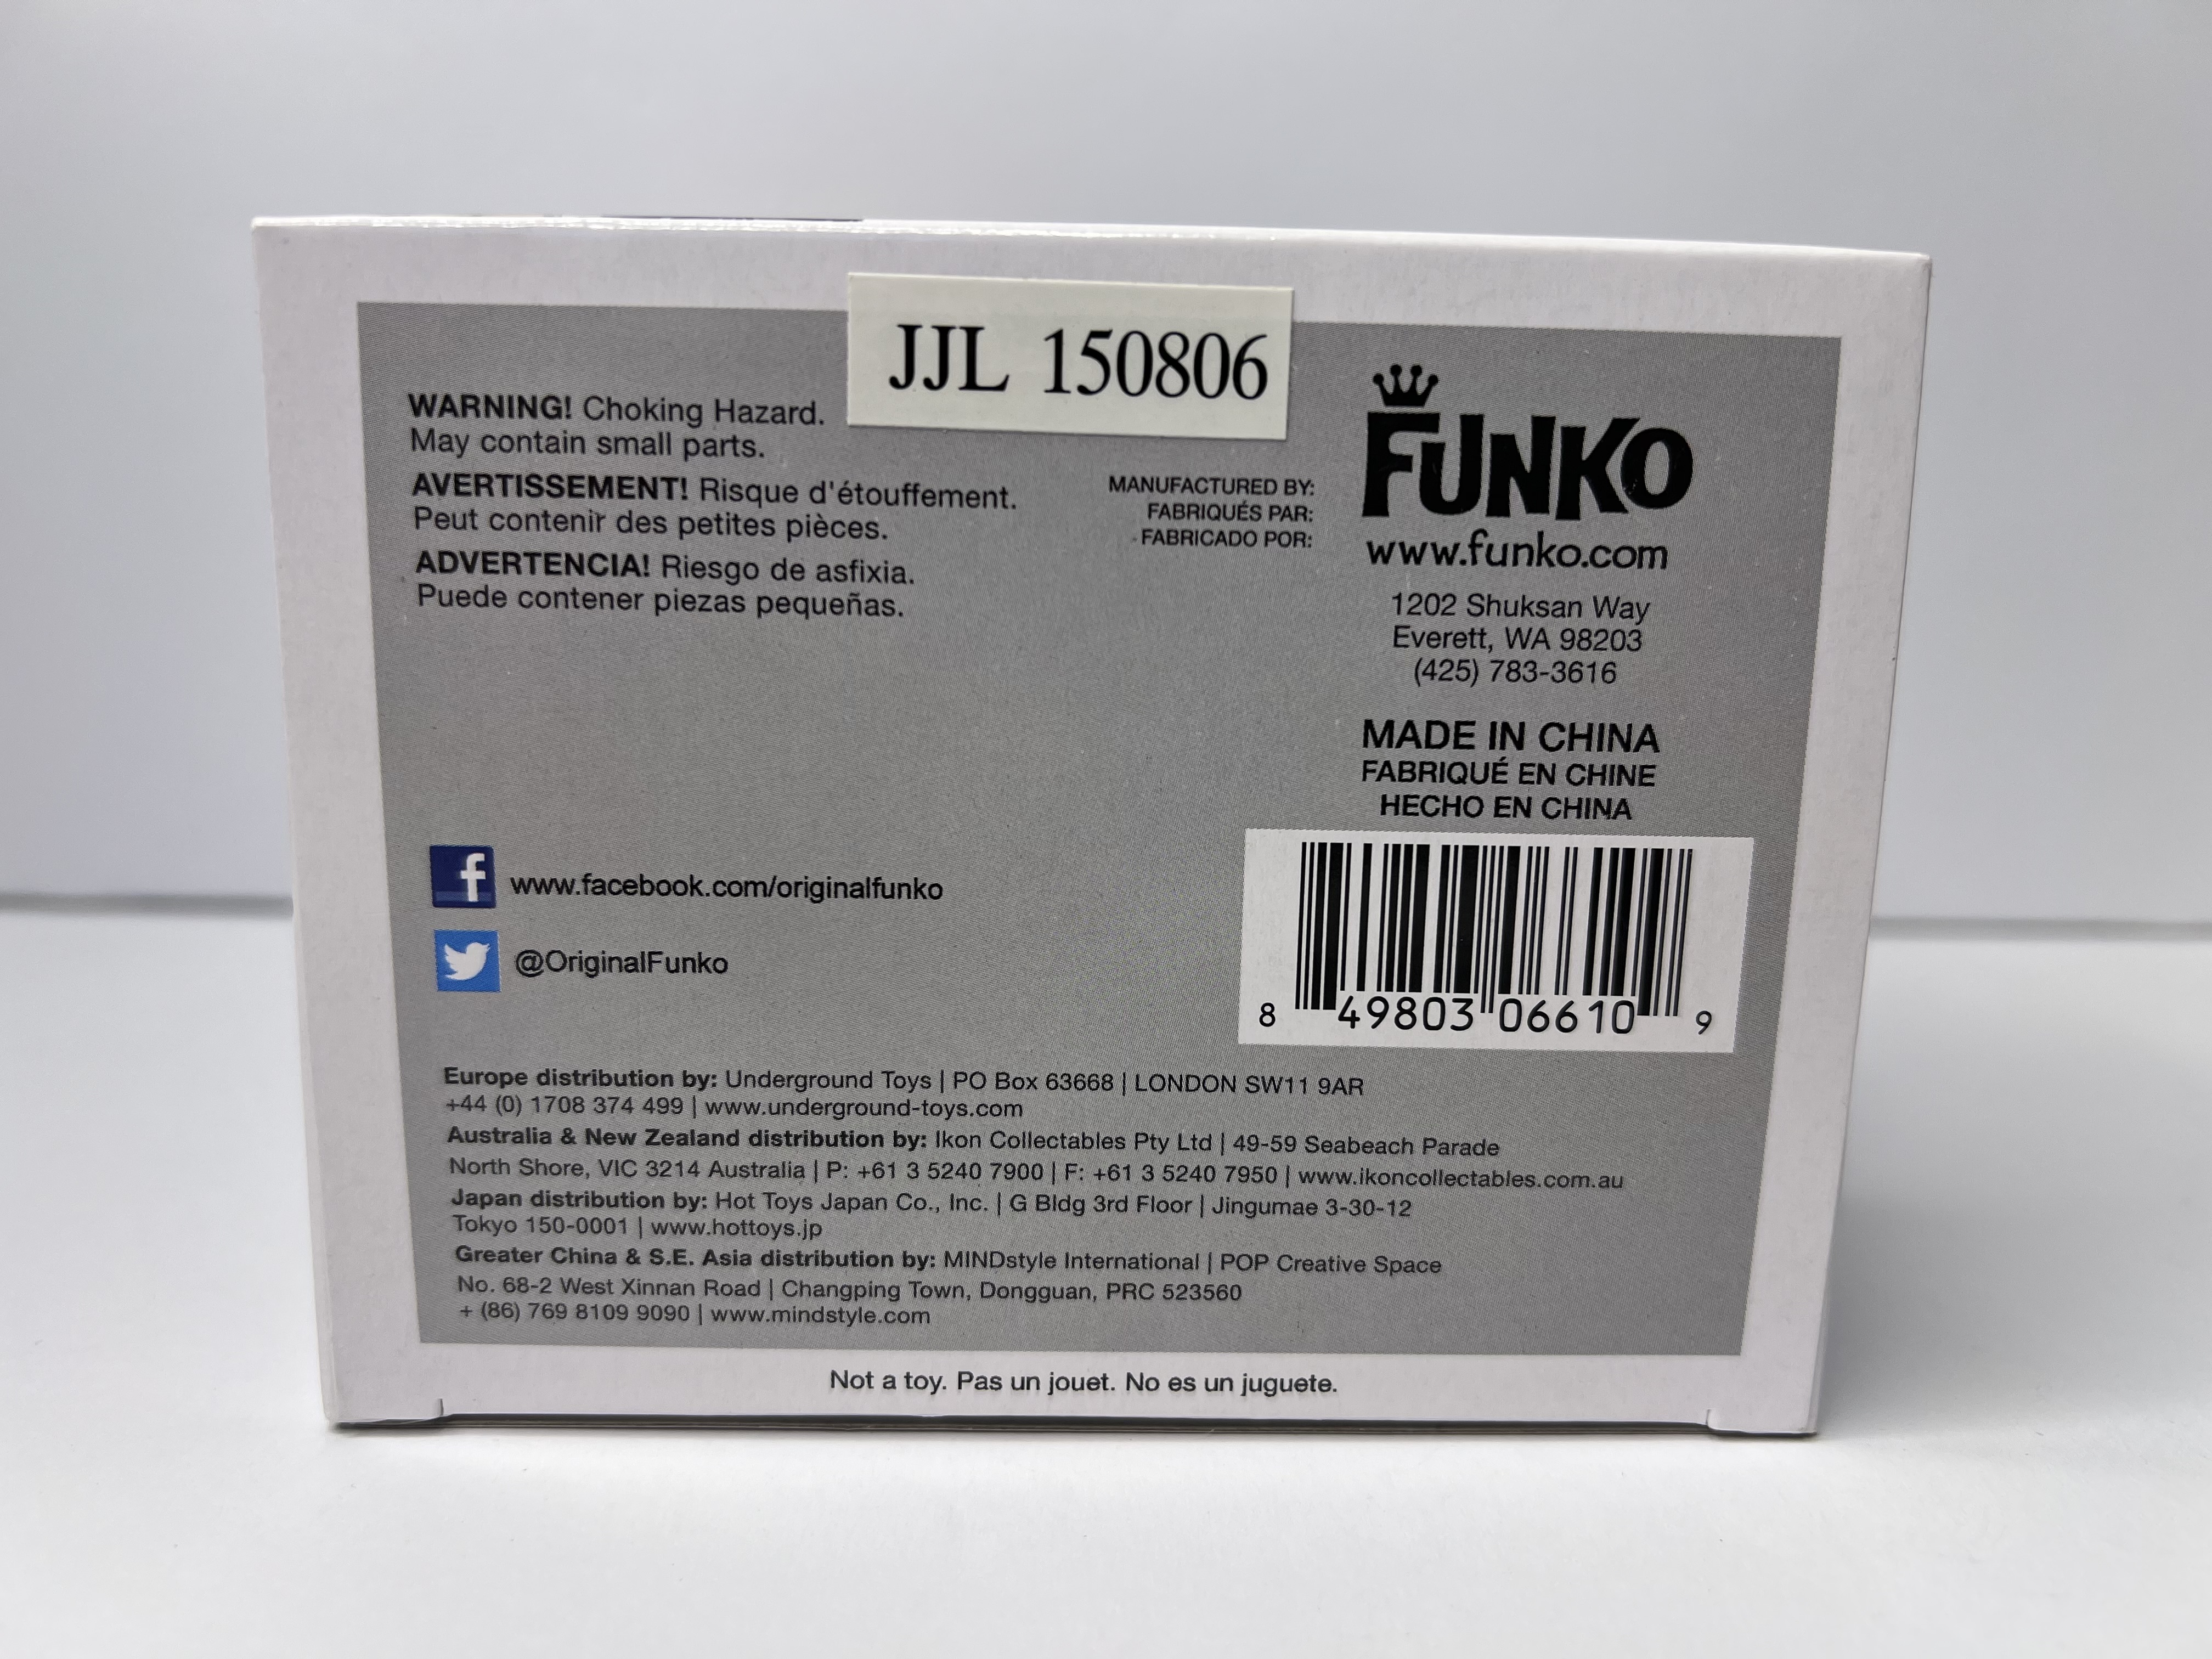 JJL 150806
WARNING! Choking Hazard.
May contain small parts.
AVERTISSEMENT! Risque d'étouffement.
Peut contenir des petites pièces.
ADVERTENCIA! Riesgo de asfixia.
Puede contener piezas pequeñas.
MANUFACTURED BY:
FABRIQUÉS PAR:
FABRICADO POR:
FUNKO
www.funko.com
1202 Shuksan Way
Everett, WA 98203
(425) 783-3616
MADE IN CHINA
FABRIQUÉ EN CHINE
HECHO EN CHINA
f www.facebook.com/originalfunko
@OriginalFunko
8 49803 06610 9
Europe distribution by: Underground Toys | PO Box 63668 | LONDON SW11 9AR
+44 (0) 1708 374 499 | www.underground-toys.com
Australia & New Zealand distribution by: Ikon Collectables Pty Ltd | 49-59 Seabeach Parade
North Shore, VIC 3214 Australia | P: +61 3 5240 7900 | F: +61 3 5240 7950 | www.ikoncollectables.com.au
Japan distribution by: Hot Toys Japan Co., Inc. | G Bldg 3rd Floor | Jingumae 3-30-12
Tokyo 150-0001 | www.hottoys.jp
Greater China & S.E. Asia distribution by: MINDstyle International | POP Creative Space
No. 68-2 West Xinnan Road | Changping Town, Dongguan, PRC 523560
+ (86) 769 8109 9090 | www.mindstyle.com
Not a toy. Pas un jouet. No es un juguete.